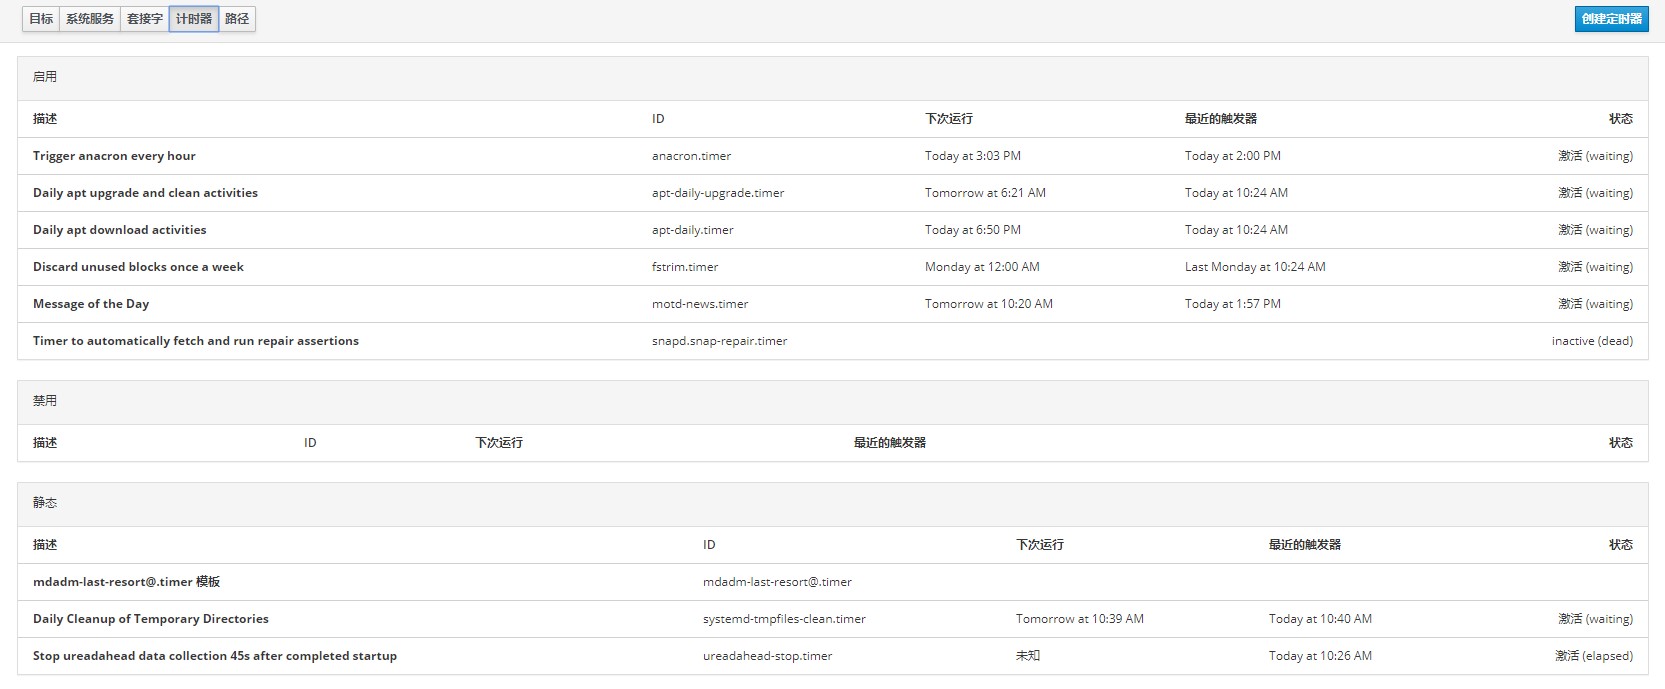 目标 系统服务 套接字 计时器 路径 创建定时器
启用
描述 ID 下次运行 最近的触发器 状态
Trigger anacron every hour anacron.timer Today at 3:03 PM Today at 2:00 PM 激活 (waiting)
Daily apt upgrade and clean activities apt-daily-upgrade.timer Tomorrow at 6:21 AM Today at 10:24 AM 激活 (waiting)
Daily apt download activities apt-daily.timer Today at 6:50 PM Today at 10:24 AM 激活 (waiting)
Discard unused blocks once a week fstrim.timer Monday at 12:00 AM Last Monday at 10:24 AM 激活 (waiting)
Message of the Day motd-news.timer Tomorrow at 10:20 AM Today at 1:57 PM 激活 (waiting)
Timer to automatically fetch and run repair assertions snapd.snap-repair.timer inactive (dead)
禁用
描述 ID 下次运行 最近的触发器 状态
静态
描述 ID 下次运行 最近的触发器 状态
mdadm-last-resort@.timer 模板 mdadm-last-resort@.timer
Daily Cleanup of Temporary Directories systemd-tmpfiles-clean.timer Tomorrow at 10:39 AM Today at 10:40 AM 激活 (waiting)
Stop ureadahead data collection 45s after completed startup ureadahead-stop.timer 未知 Today at 10:26 AM 激活 (elapsed)